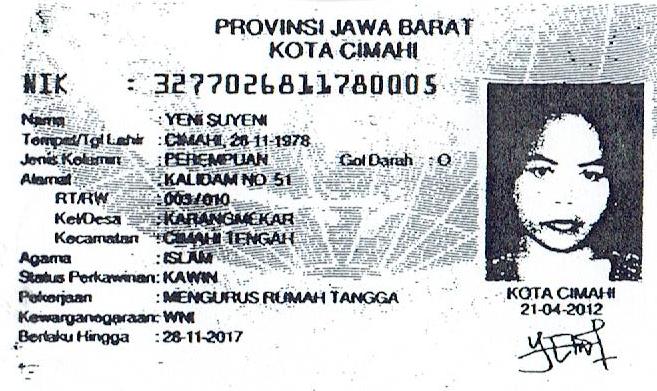 PROVINSI JAWA BARAT
KOTA CIMAHI
NIK : 3277026811780005
Nama : YENI SUYENI
Tempat/Tgl Lahir : CIMAHI, 28-11-1978
Jenis Kelamin : PEREMPUAN Gol Darah : O
Alamat : KALIDAM NO 51
RT/RW : 003/010
Kel/Desa : KARANGMEKAR
Kecamatan : CIMAHI TENGAH
Agama : ISLAM
Status Perkawinan: KAWIN
Pekerjaan : MENGURUS RUMAH TANGGA
Kewarganegaraan: WNI
Berlaku Hingga : 28-11-2017
KOTA CIMAHI
21-04-2012
YENI